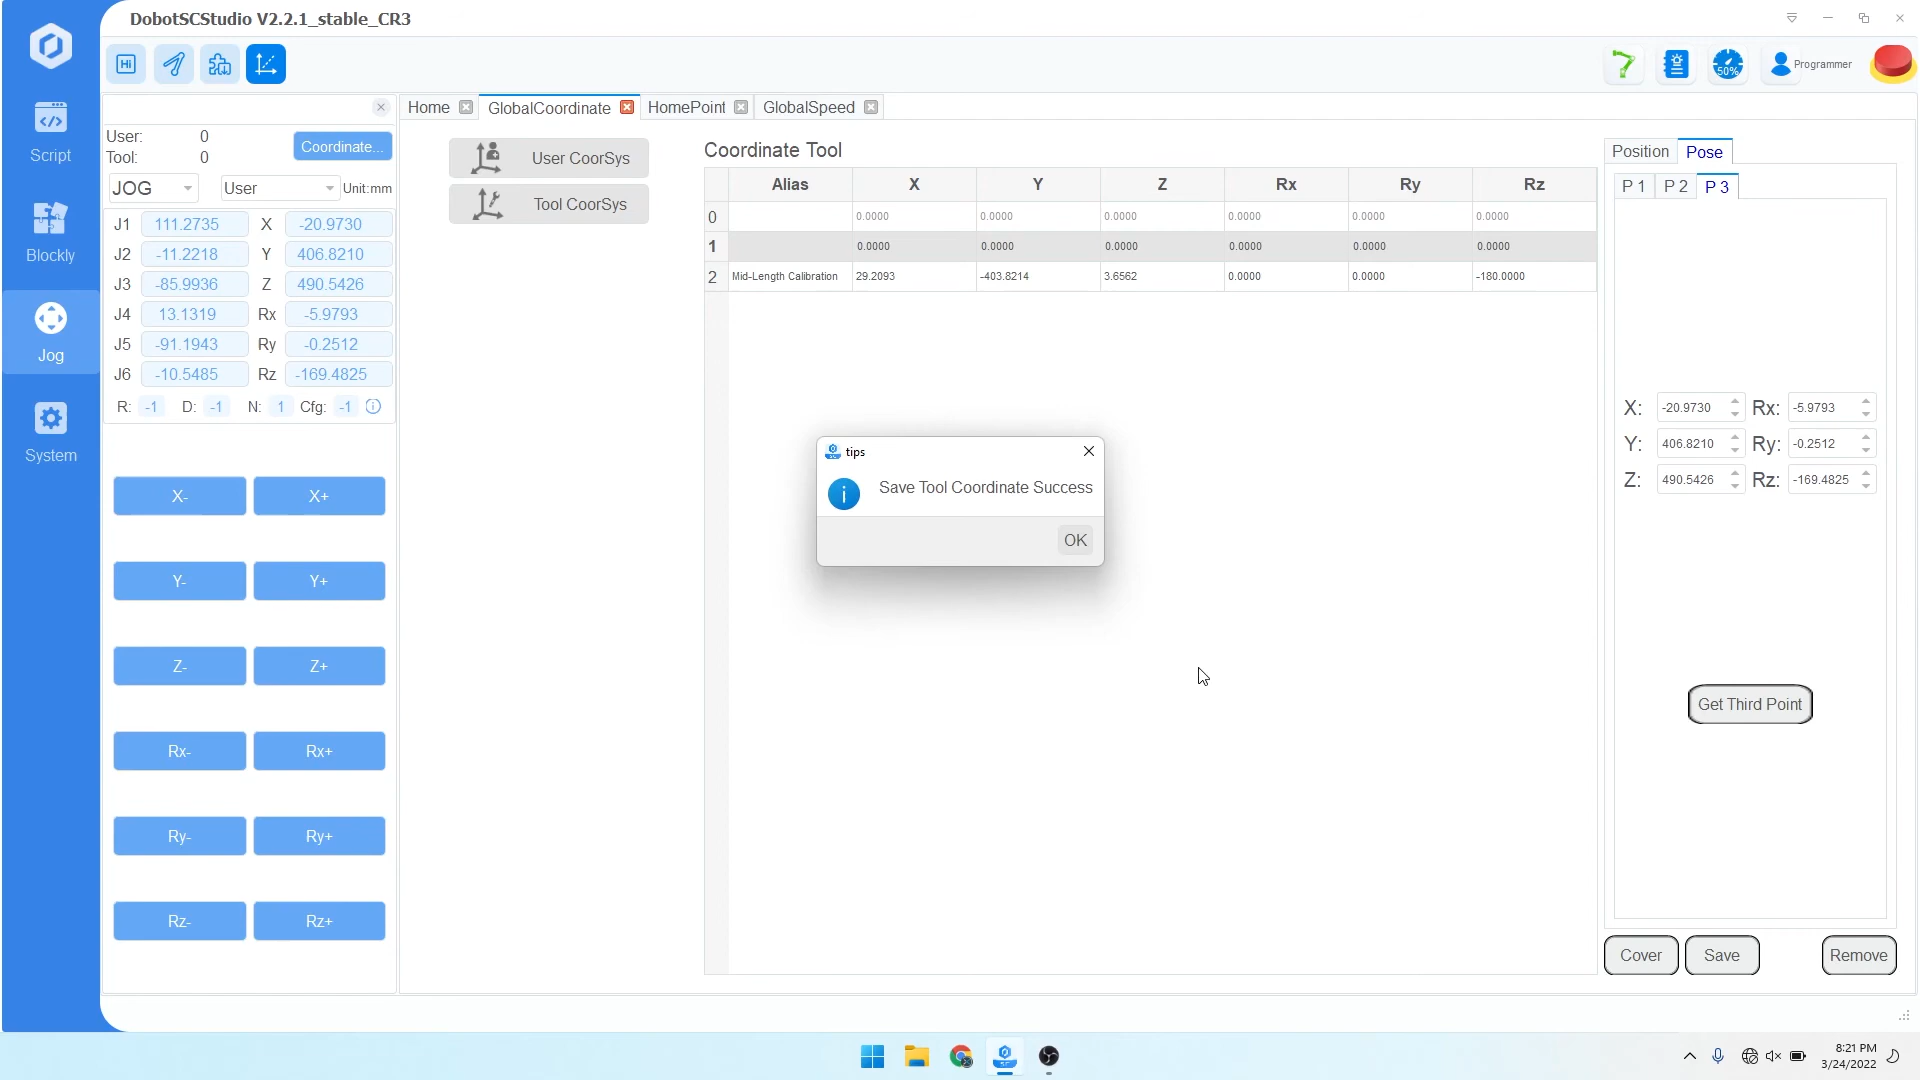 DobotSCStudio V2.2.1_stable_CR3
Hi
50%
Programmer
Script
Blockly
Jog
System
User: 0
Tool: 0
Coordinate...
JOG User Unit:mm
J1 111.2735 X -20.9730
J2 -11.2218 Y 406.8210
J3 -85.9936 Z 490.5426
J4 13.1319 Rx -5.9793
J5 -91.1943 Ry -0.2512
J6 -10.5485 Rz -169.4825
R: -1 D: -1 N: 1 Cfg: -1
X- X+
Y- Y+
Z- Z+
Rx- Rx+
Ry- Ry+
Rz- Rz+
Home GlobalCoordinate HomePoint GlobalSpeed
User CoorSys
Tool CoorSys
Coordinate Tool
Alias X Y Z Rx Ry Rz
0 0.0000 0.0000 0.0000 0.0000 0.0000 0.0000
1 0.0000 0.0000 0.0000 0.0000 0.0000 0.0000
2 Mid-Length Calibration 29.2093 -403.8214 3.6562 0.0000 0.0000 -180.0000
tips
Save Tool Coordinate Success
OK
Position Pose
P 1 P 2 P 3
X: -20.9730 Rx: -5.9793
Y: 406.8210 Ry: -0.2512
Z: 490.5426 Rz: -169.4825
Get Third Point
Cover Save Remove
8:21 PM
3/24/2022